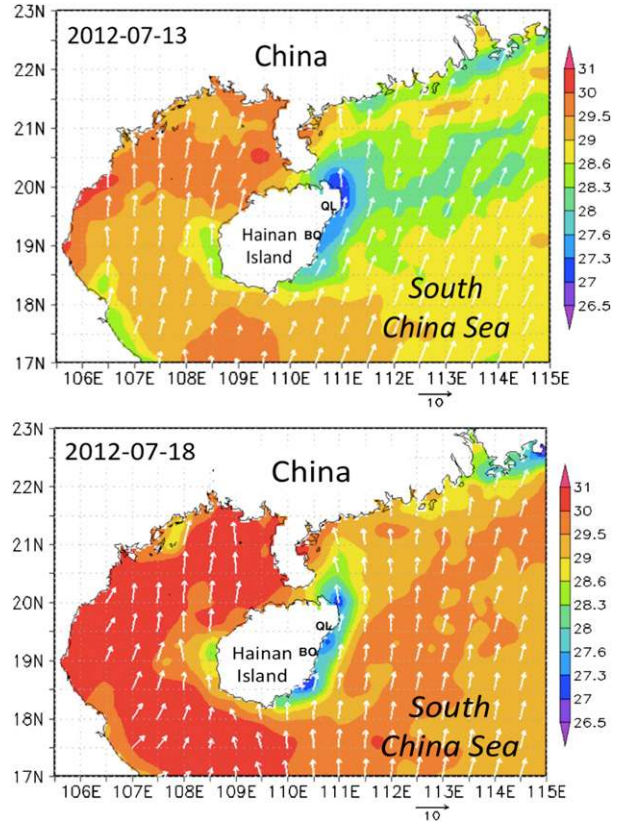 23N
2012-07-13
China
22N
21N
20N
19N
18N
17N
QL
BQ
Hainan
Island
South
China Sea
106E 107E 108E 109E 110E 111E 112E 113E 114E 115E
10
31
30
29.5
29
28.6
28.3
28
27.6
27.3
27
26.5
23N
2012-07-18
China
22N
21N
20N
19N
18N
17N
QL
BQ
Hainan
Island
South
China Sea
106E 107E 108E 109E 110E 111E 112E 113E 114E 115E
10
31
30
29.5
29
28.6
28.3
28
27.6
27.3
27
26.5